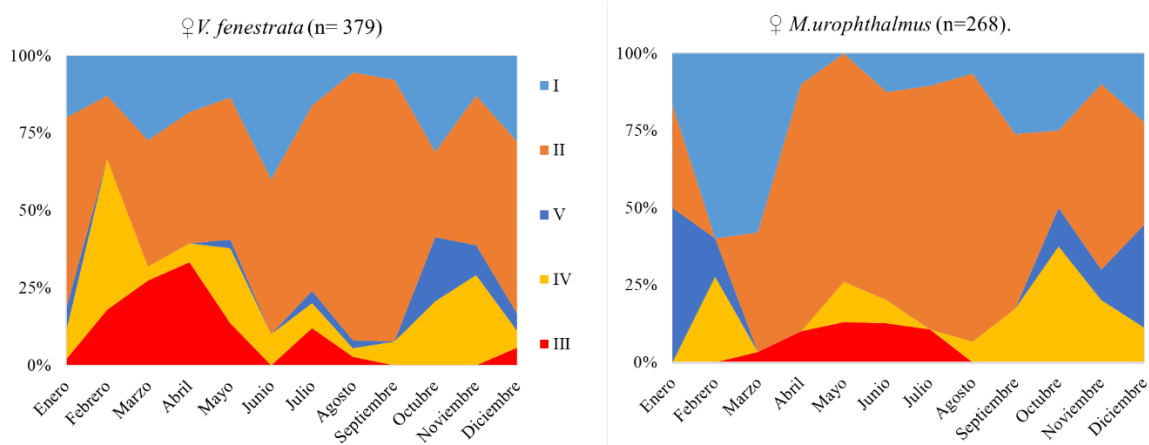 ♀V. fenestrata (n= 379)
100%
75%
50%
25%
0%
Enero
Febrero
Marzo
Abril
Mayo
Junio
Julio
Agosto
Septiembre
Octubre
Noviembre
Diciembre
I
II
V
IV
III
♀ M.urophthalmus (n=268).
100%
75%
50%
25%
0%
Enero
Febrero
Marzo
Abril
Mayo
Junio
Julio
Agosto
Septiembre
Octubre
Noviembre
Diciembre